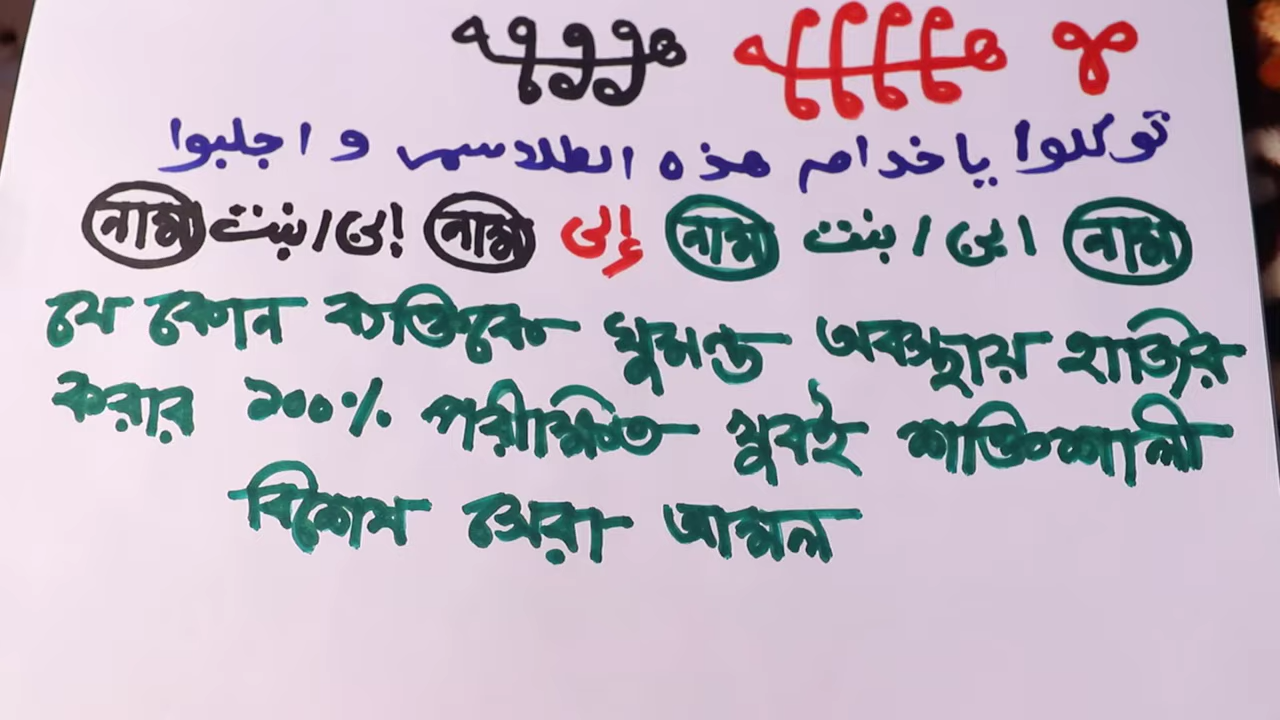 توكلوا يا خدام هذه الطلاسم و اجلبوا
নাম ابن / بنت নাম إلى নাম إبن / بنت নাম
যে কোন ব্যক্তিকে ঘুমন্ত অবস্থায় হাজির
করার ১০০% পরীক্ষিত খুবই শক্তিশালী
বিশেষ সেরা আমল